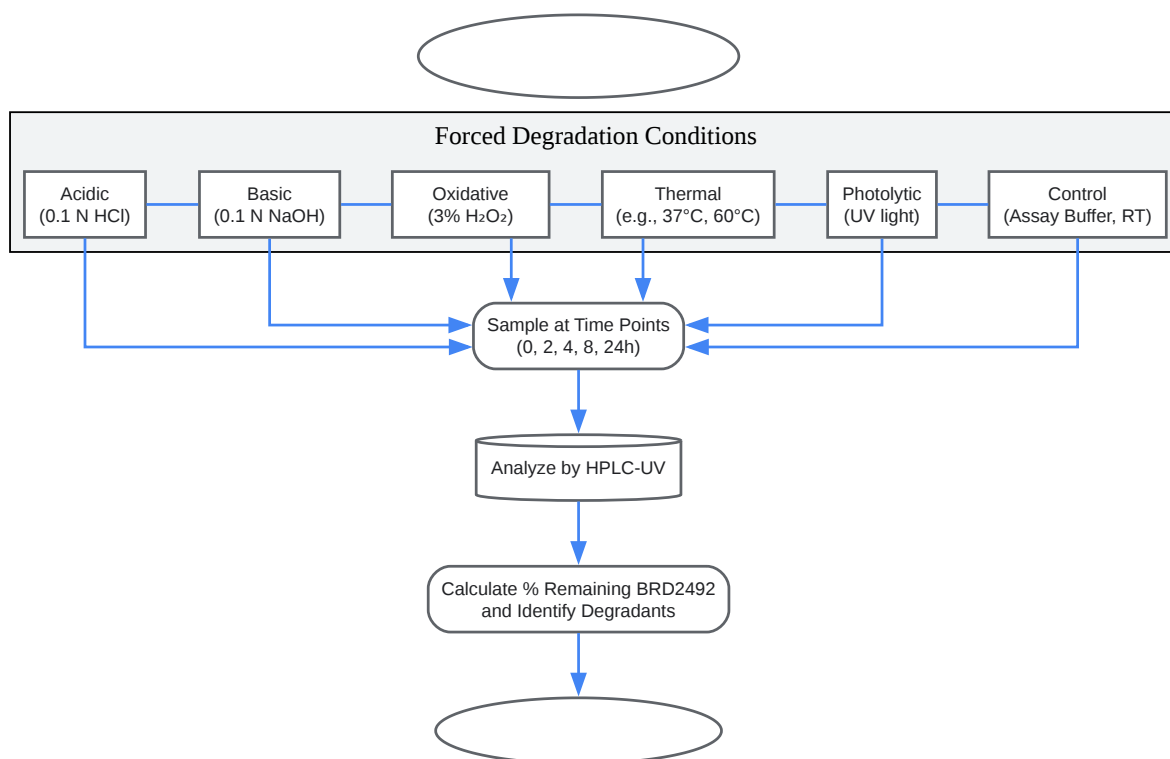 Forced Degradation Conditions
Acidic
(0.1 N HCl)
Basic
(0.1 N NaOH)
Oxidative
(3% H₂O₂)
Thermal
(e.g., 37°C, 60°C)
Photolytic
(UV light)
Control
(Assay Buffer, RT)
Sample at Time Points
(0, 2, 4, 8, 24h)
Analyze by HPLC-UV
Calculate % Remaining BRD2492
and Identify Degradants